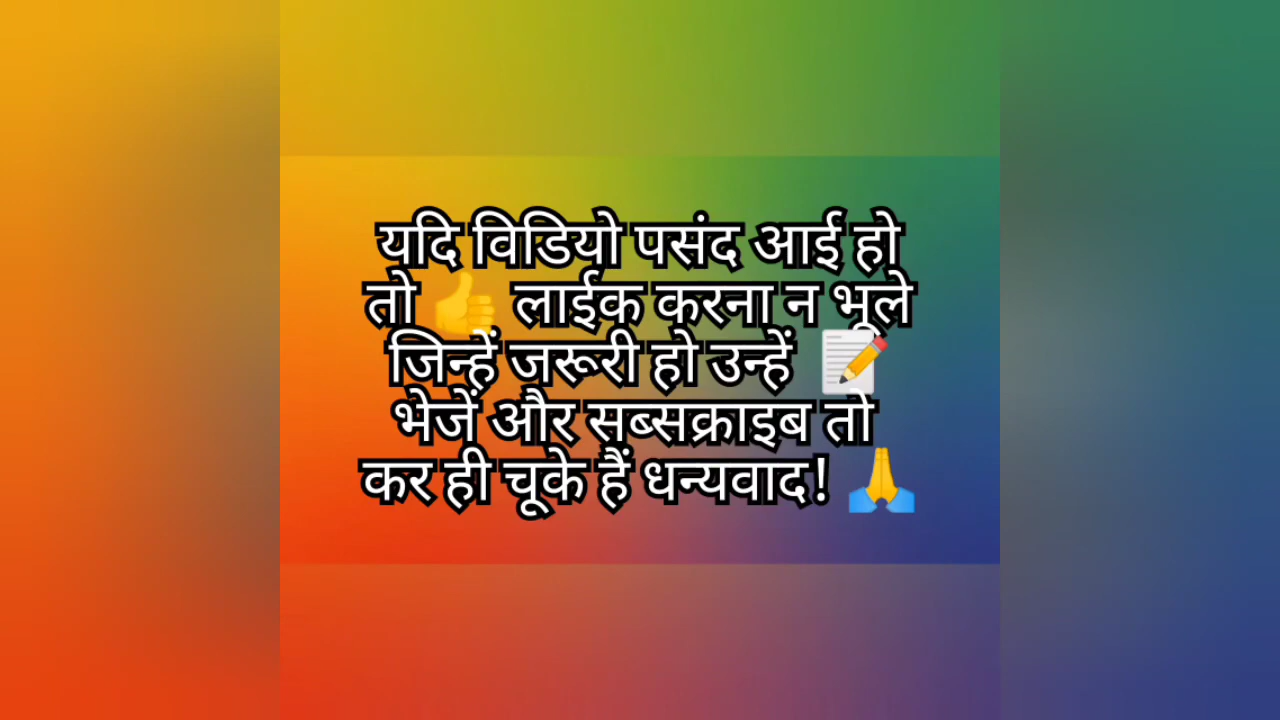 यदि विडियो पसंद आई हो
तो 👍 लाईक करना न भूले
जिन्हें जरूरी हो उन्हें 📝
भेजें और सब्सक्राइब तो
कर ही चूके हैं धन्यवाद! 🙏